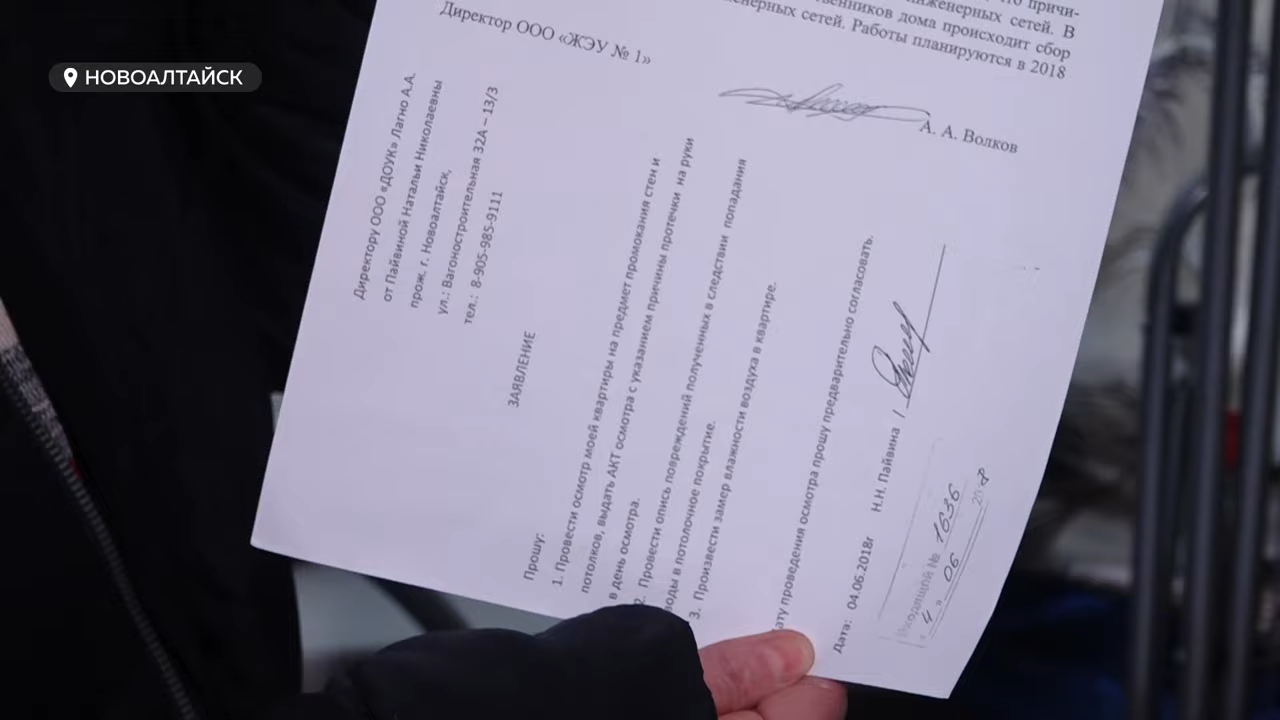 НОВОАЛТАЙСК
что причи-
инженерных сетей. В
дома происходит сбор
сетей. Работы планируются в 2018
Директор ООО «ЖЭУ № 1»
А. А. Волков
Директору ООО «ДОУК» Лагно А.А.
от Пайвиной Натальи Николаевны
прож. г. Новоалтайск,
ул.: Вагоностроительная 32А – 13/3
тел.: 8-905-985-9111
ЗАЯВЛЕНИЕ
Прошу:
1. Провести осмотр моей квартиры на предмет промокания стен и
потолков, выдать АКТ осмотра с указанием причины протечки на руки
в день осмотра.
2. Провести опись повреждений полученных в следствии попадания
воды в потолочное покрытие.
3. Произвести замер влажности воздуха в квартире.
проведения осмотра прошу предварительно согласовать.
Дата: 04.06.2018г Н.Н. Пайвина /
Входящий № 1636
« 4 » 06 2018